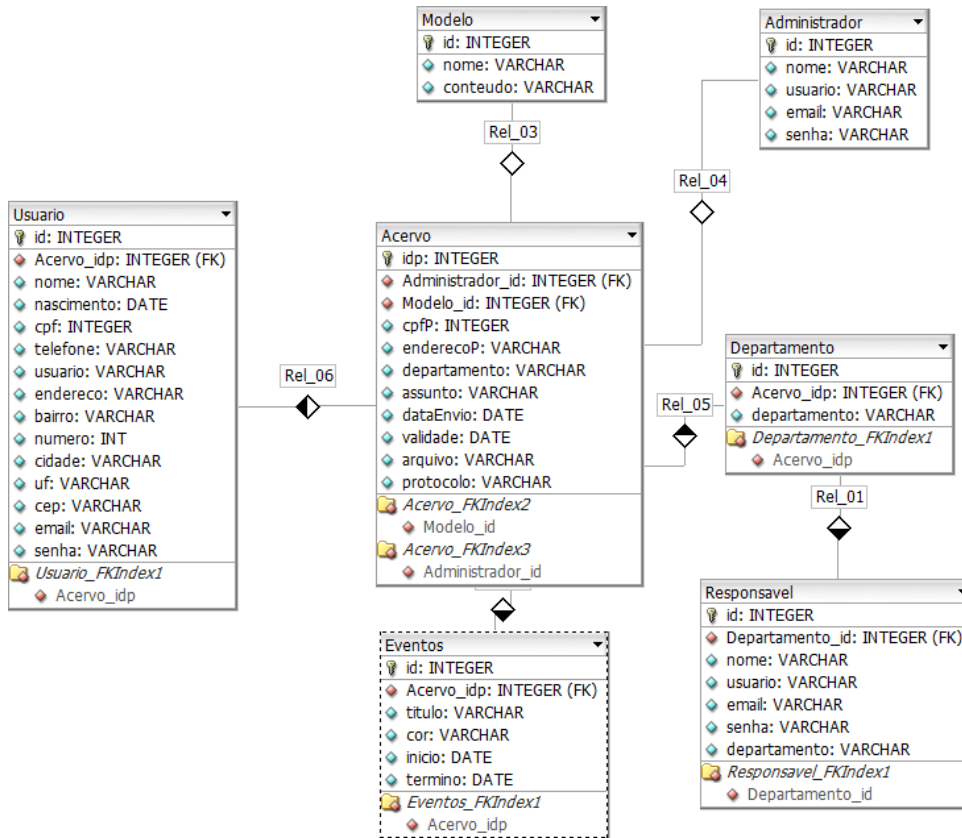 Modelo
id: INTEGER
nome: VARCHAR
conteudo: VARCHAR
Rel_03
Administrador
id: INTEGER
nome: VARCHAR
usuario: VARCHAR
email: VARCHAR
senha: VARCHAR
Rel_04
Usuario
id: INTEGER
Acervo_idp: INTEGER (FK)
nome: VARCHAR
nascimento: DATE
cpf: INTEGER
telefone: VARCHAR
usuario: VARCHAR
endereco: VARCHAR
bairro: VARCHAR
numero: INT
cidade: VARCHAR
uf: VARCHAR
cep: VARCHAR
email: VARCHAR
senha: VARCHAR
Usuario_FKIndex1
Acervo_idp
Rel_06
Acervo
idp: INTEGER
Administrador_id: INTEGER (FK)
Modelo_id: INTEGER (FK)
cpfP: INTEGER
enderecoP: VARCHAR
departamento: VARCHAR
assunto: VARCHAR
dataEnvio: DATE
validade: DATE
arquivo: VARCHAR
protocolo: VARCHAR
Acervo_FKIndex2
Modelo_id
Acervo_FKIndex3
Administrador_id
Rel_05
Departamento
id: INTEGER
Acervo_idp: INTEGER (FK)
departamento: VARCHAR
Departamento_FKIndex1
Acervo_idp
Rel_01
Eventos
id: INTEGER
Acervo_idp: INTEGER (FK)
titulo: VARCHAR
cor: VARCHAR
inicio: DATE
termino: DATE
Eventos_FKIndex1
Acervo_idp
Responsavel
id: INTEGER
Departamento_id: INTEGER (FK)
nome: VARCHAR
usuario: VARCHAR
email: VARCHAR
senha: VARCHAR
departamento: VARCHAR
Responsavel_FKIndex1
Departamento_id